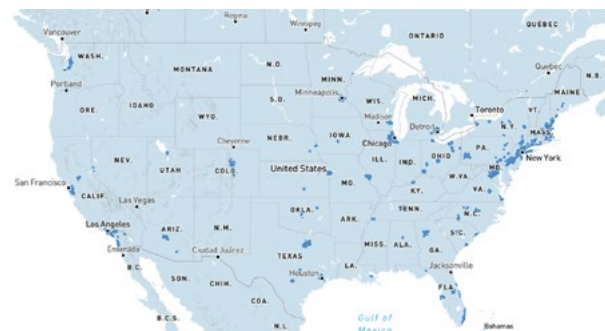 Regina
Winnipeg
Vancouver
ONTARIO
QUÉBEC
WASH.
MONTANA
N.D.
MINN.
Québec
N.B.
Portland
Minneapolis
MAINE
ORE.
IDAHO
S.D.
WIS.
MICH.
Toronto
VT.
WYO.
Madison
Detroit
N.Y.
MASS.
Cheyenne
NEBR.
IOWA
Chicago
PA.
New York
NEV.
UTAH
COLO.
United States
ILL.
IND.
OHIO
MD.
San Francisco
CALIF.
MO.
W.VA.
VA.
KY.
Las Vegas
OKLA.
TENN.
N.C.
Los Angeles
ARIZ.
N.M.
ARK.
S.C.
Ensenada
Ciudad Juárez
TEXAS
MISS.
ALA.
GA.
B.C.
LA.
Jacksonville
SON.
CHIH.
Houston
FLA.
COA.
B.C.S.
N.L.
Gulf of
Mexico
Bahamas